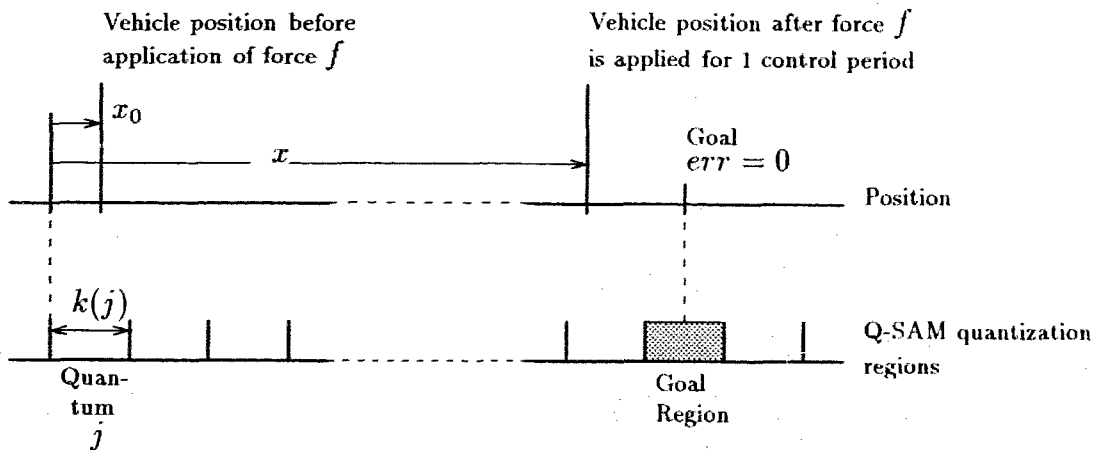 Vehicle position before
application of force f
Vehicle position after force f
is applied for 1 control period
x₀
x
Goal
err = 0
Position
k(j)
Q-SAM quantization
regions
Quan-
tum
j
Goal
Region